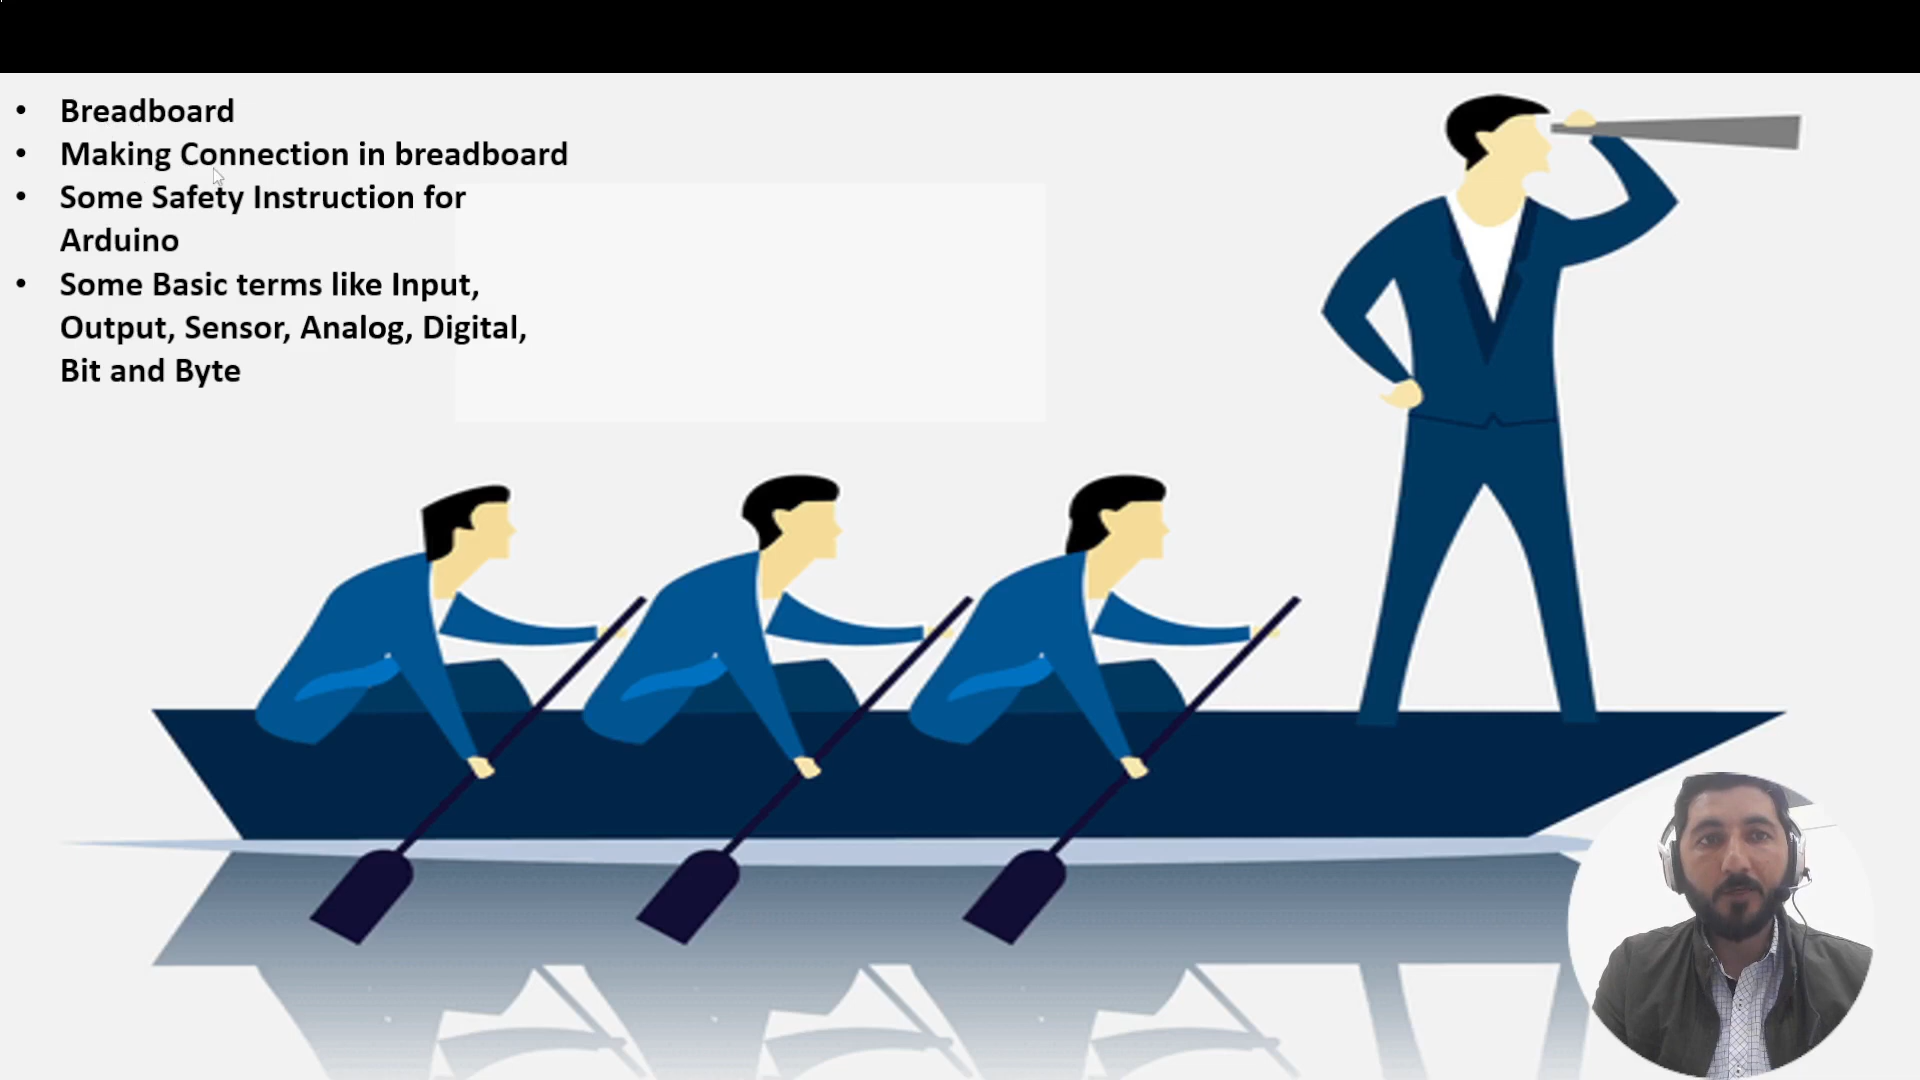 • Breadboard
• Making Connection in breadboard
• Some Safety Instruction for
Arduino
• Some Basic terms like Input,
Output, Sensor, Analog, Digital,
Bit and Byte